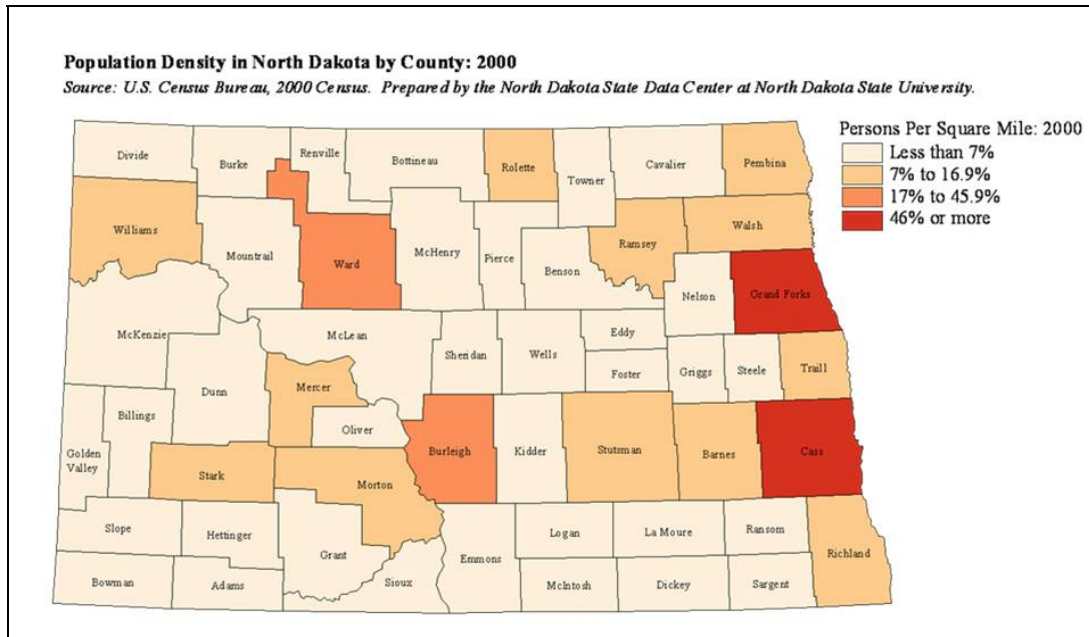 Population Density in North Dakota by County: 2000
Source: U.S. Census Bureau, 2000 Census. Prepared by the North Dakota State Data Center at North Dakota State University.
Persons Per Square Mile: 2000
Less than 7%
7% to 16.9%
17% to 45.9%
46% or more
Divide
Burke
Renville
Bottineau
Rolette
Towner
Cavalier
Pembina
Williams
Mountrail
Ward
McHenry
Pierce
Benson
Ramsey
Walsh
Nelson
Grand Forks
McKenzie
McLean
Sheridan
Wells
Eddy
Foster
Griggs
Steele
Traill
Dunn
Mercer
Oliver
Billings
Golden
Valley
Stark
Morton
Burleigh
Kidder
Stutsman
Barnes
Cass
Slope
Hettinger
Grant
Sioux
Emmons
Logan
La Moure
Ransom
Richland
Bowman
Adams
McIntosh
Dickey
Sargent